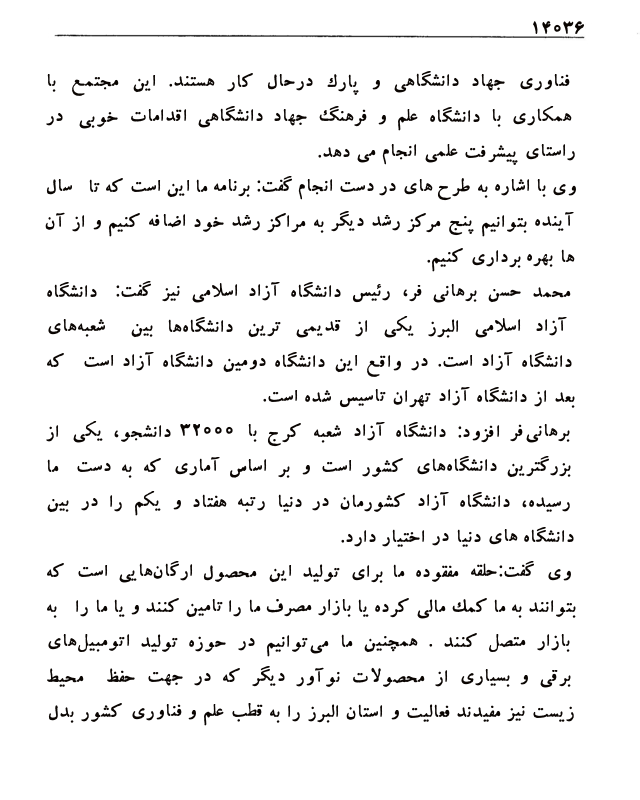 ۱۴۰۳۶
فناوری جهاد دانشگاهی و پارك درحال کار هستند. این مجتمع با
همکاری با دانشگاه علم و فرهنگ جهاد دانشگاهی اقدامات خوبی در
راستای پیشرفت علمی انجام می دهد.
وی با اشاره به طرح های در دست انجام گفت: برنامه ما این است که تا سال
آینده بتوانیم پنج مرکز رشد دیگر به مراکز رشد خود اضافه کنیم و از آن
ها بهره برداری کنیم.
محمد حسن برهانی فر، رئیس دانشگاه آزاد اسلامی نیز گفت: دانشگاه
آزاد اسلامی البرز یکی از قدیمی ترین دانشگاه‌ها بین شعبه‌های
دانشگاه آزاد است. در واقع این دانشگاه دومین دانشگاه آزاد است که
بعد از دانشگاه آزاد تهران تاسیس شده است.
برهانی‌فر افزود: دانشگاه آزاد شعبه کرج با ۳۲۰۰۰ دانشجو، یکی از
بزرگترین دانشگاه‌های کشور است و بر اساس آماری که به دست ما
رسیده، دانشگاه آزاد کشورمان در دنیا رتبه هفتاد و یکم را در بین
دانشگاه های دنیا در اختیار دارد.
وی گفت:حلقه مفقوده ما برای تولید این محصول ارگان‌هایی است که
بتوانند به ما کمك مالی کرده یا بازار مصرف ما را تامین کنند و یا ما را به
بازار متصل کنند . همچنین ما می‌توانیم در حوزه تولید اتومبیل‌های
برقی و بسیاری از محصولات نوآور دیگر که در جهت حفظ محیط
زیست نیز مفیدند فعالیت و استان البرز را به قطب علم و فناوری کشور بدل